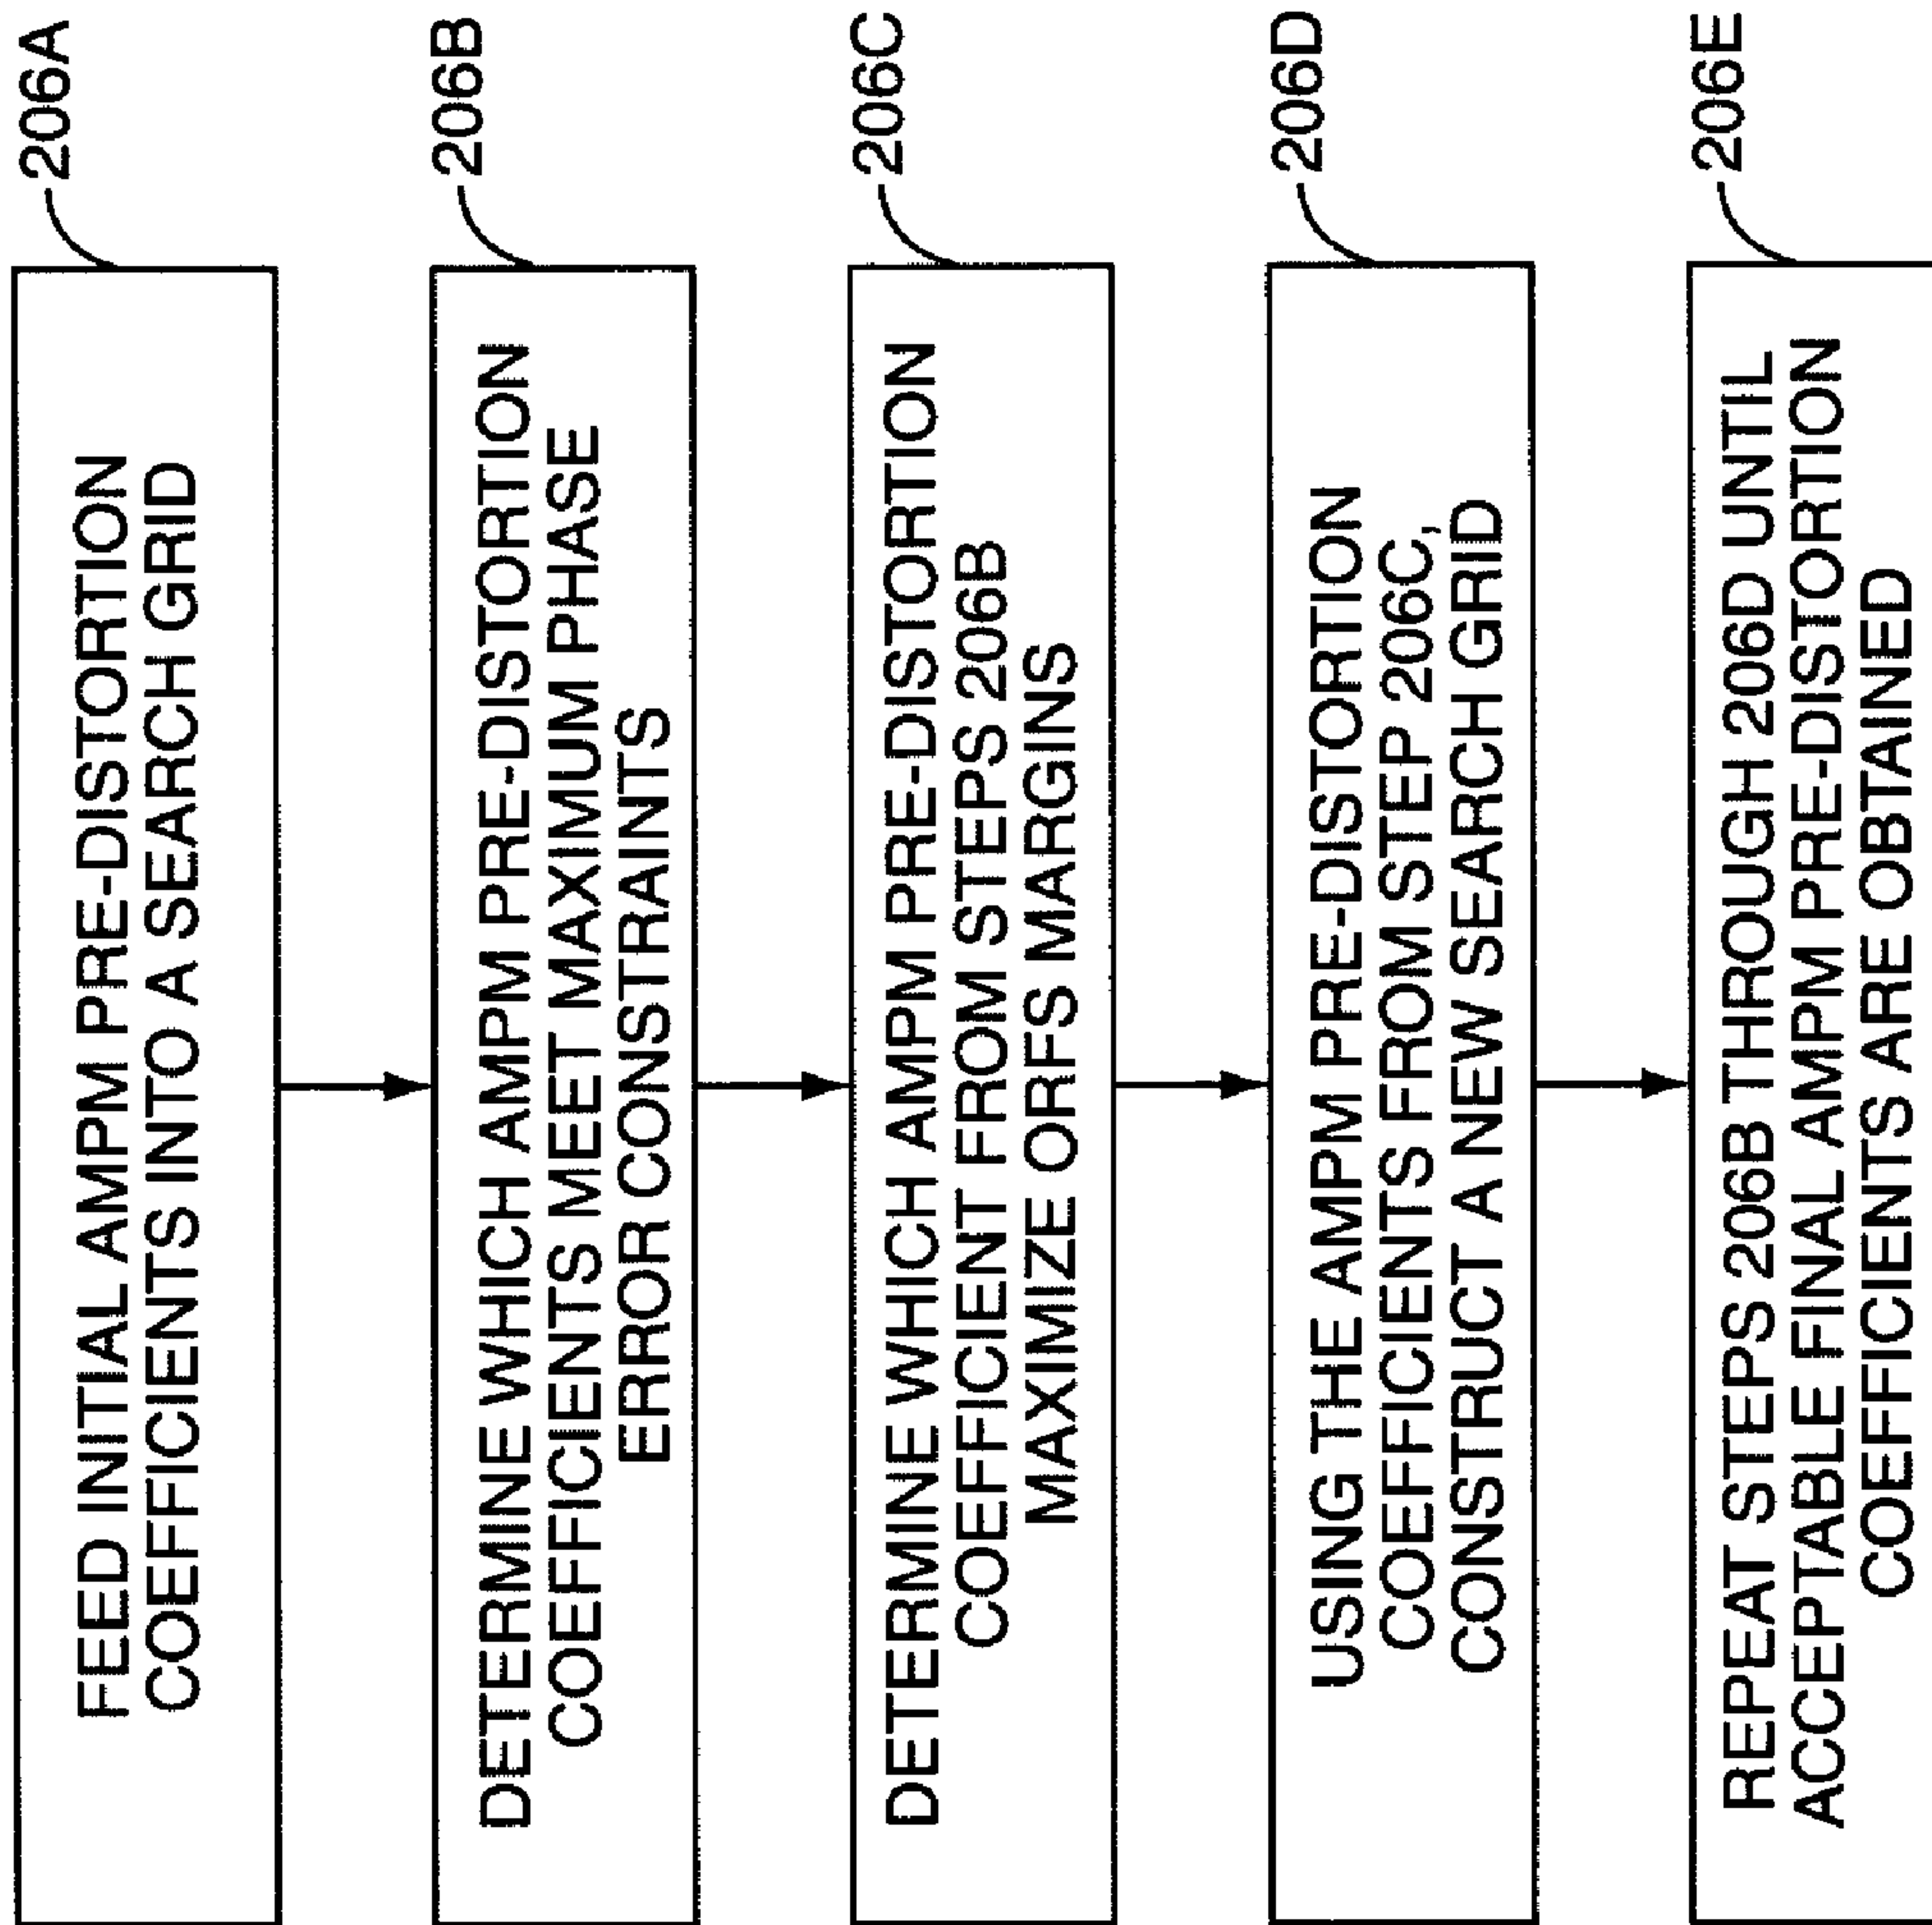 206A
FEED INITIAL AMPM PRE-DISTORTION
COEFFICIENTS INTO A SEARCH GRID
206B
DETERMINE WHICH AMPM PRE-DISTORTION
COEFFICIENTS MEET MAXIMUM PHASE
ERROR CONSTRAINTS
206C
DETERMINE WHICH AMPM PRE-DISTORTION
COEFFICIENT FROM STEPS 206B
MAXIMIZE ORFS MARGINS
206D
USING THE AMPM PRE-DISTORTION
COEFFICIENTS FROM STEP 206C,
CONSTRUCT A NEW SEARCH GRID
206E
REPEAT STEPS 206B THROUGH 206D UNTIL
ACCEPTABLE FINAL AMPM PRE-DISTORTION
COEFFICIENTS ARE OBTAINED